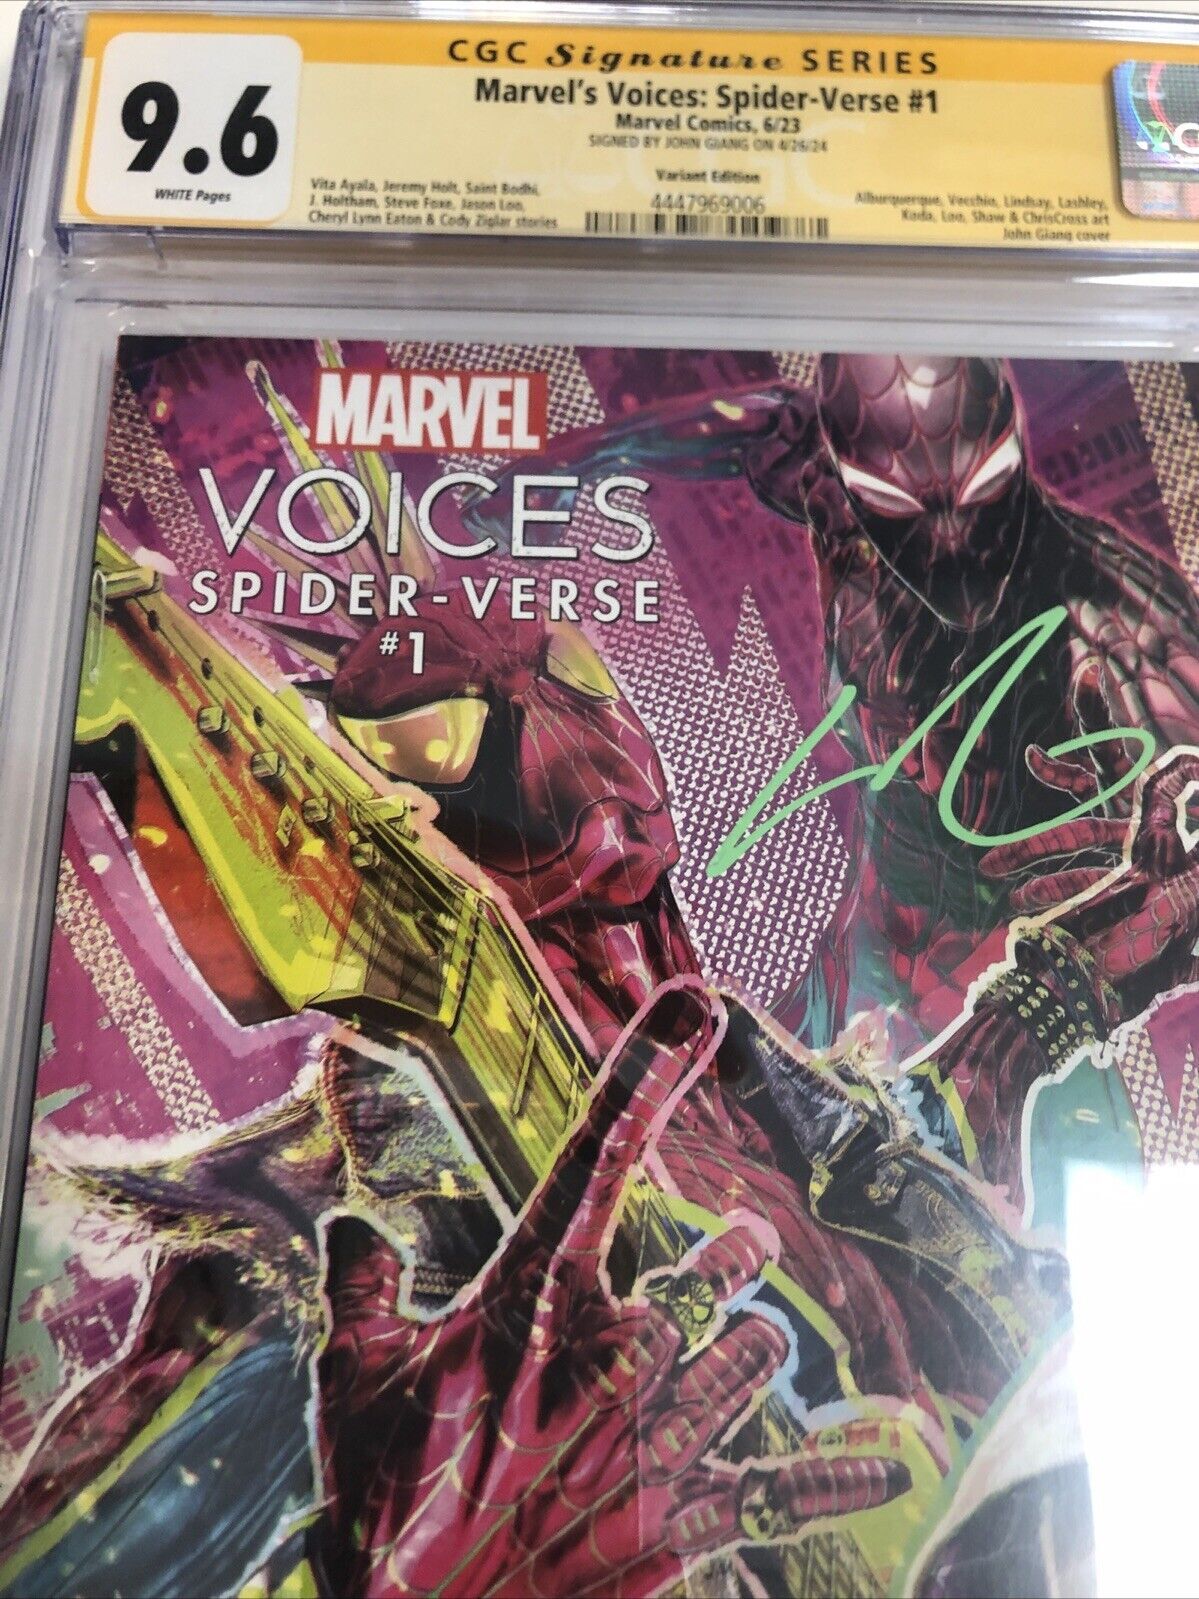 CGC Signature SERIES
9.6
WHITE Pages
Marvel's Voices: Spider-Verse #1
Marvel Comics, 6/23
SIGNED BY JOHN GIANG ON 4/26/24
Variant Edition
4447969006
Vita Ayala, Jeremy Holt, Saint Bodhi,
J. Holtham, Steve Foxe, Jason Loo,
Cheryl Lynn Eaton & Cody Ziglar stories
Alburquerque, Vecchio, Lindsay, Lashley,
Koda, Loo, Shaw & ChrisCross art
John Giang cover
MARVEL
VOICES
SPIDER-VERSE
#1